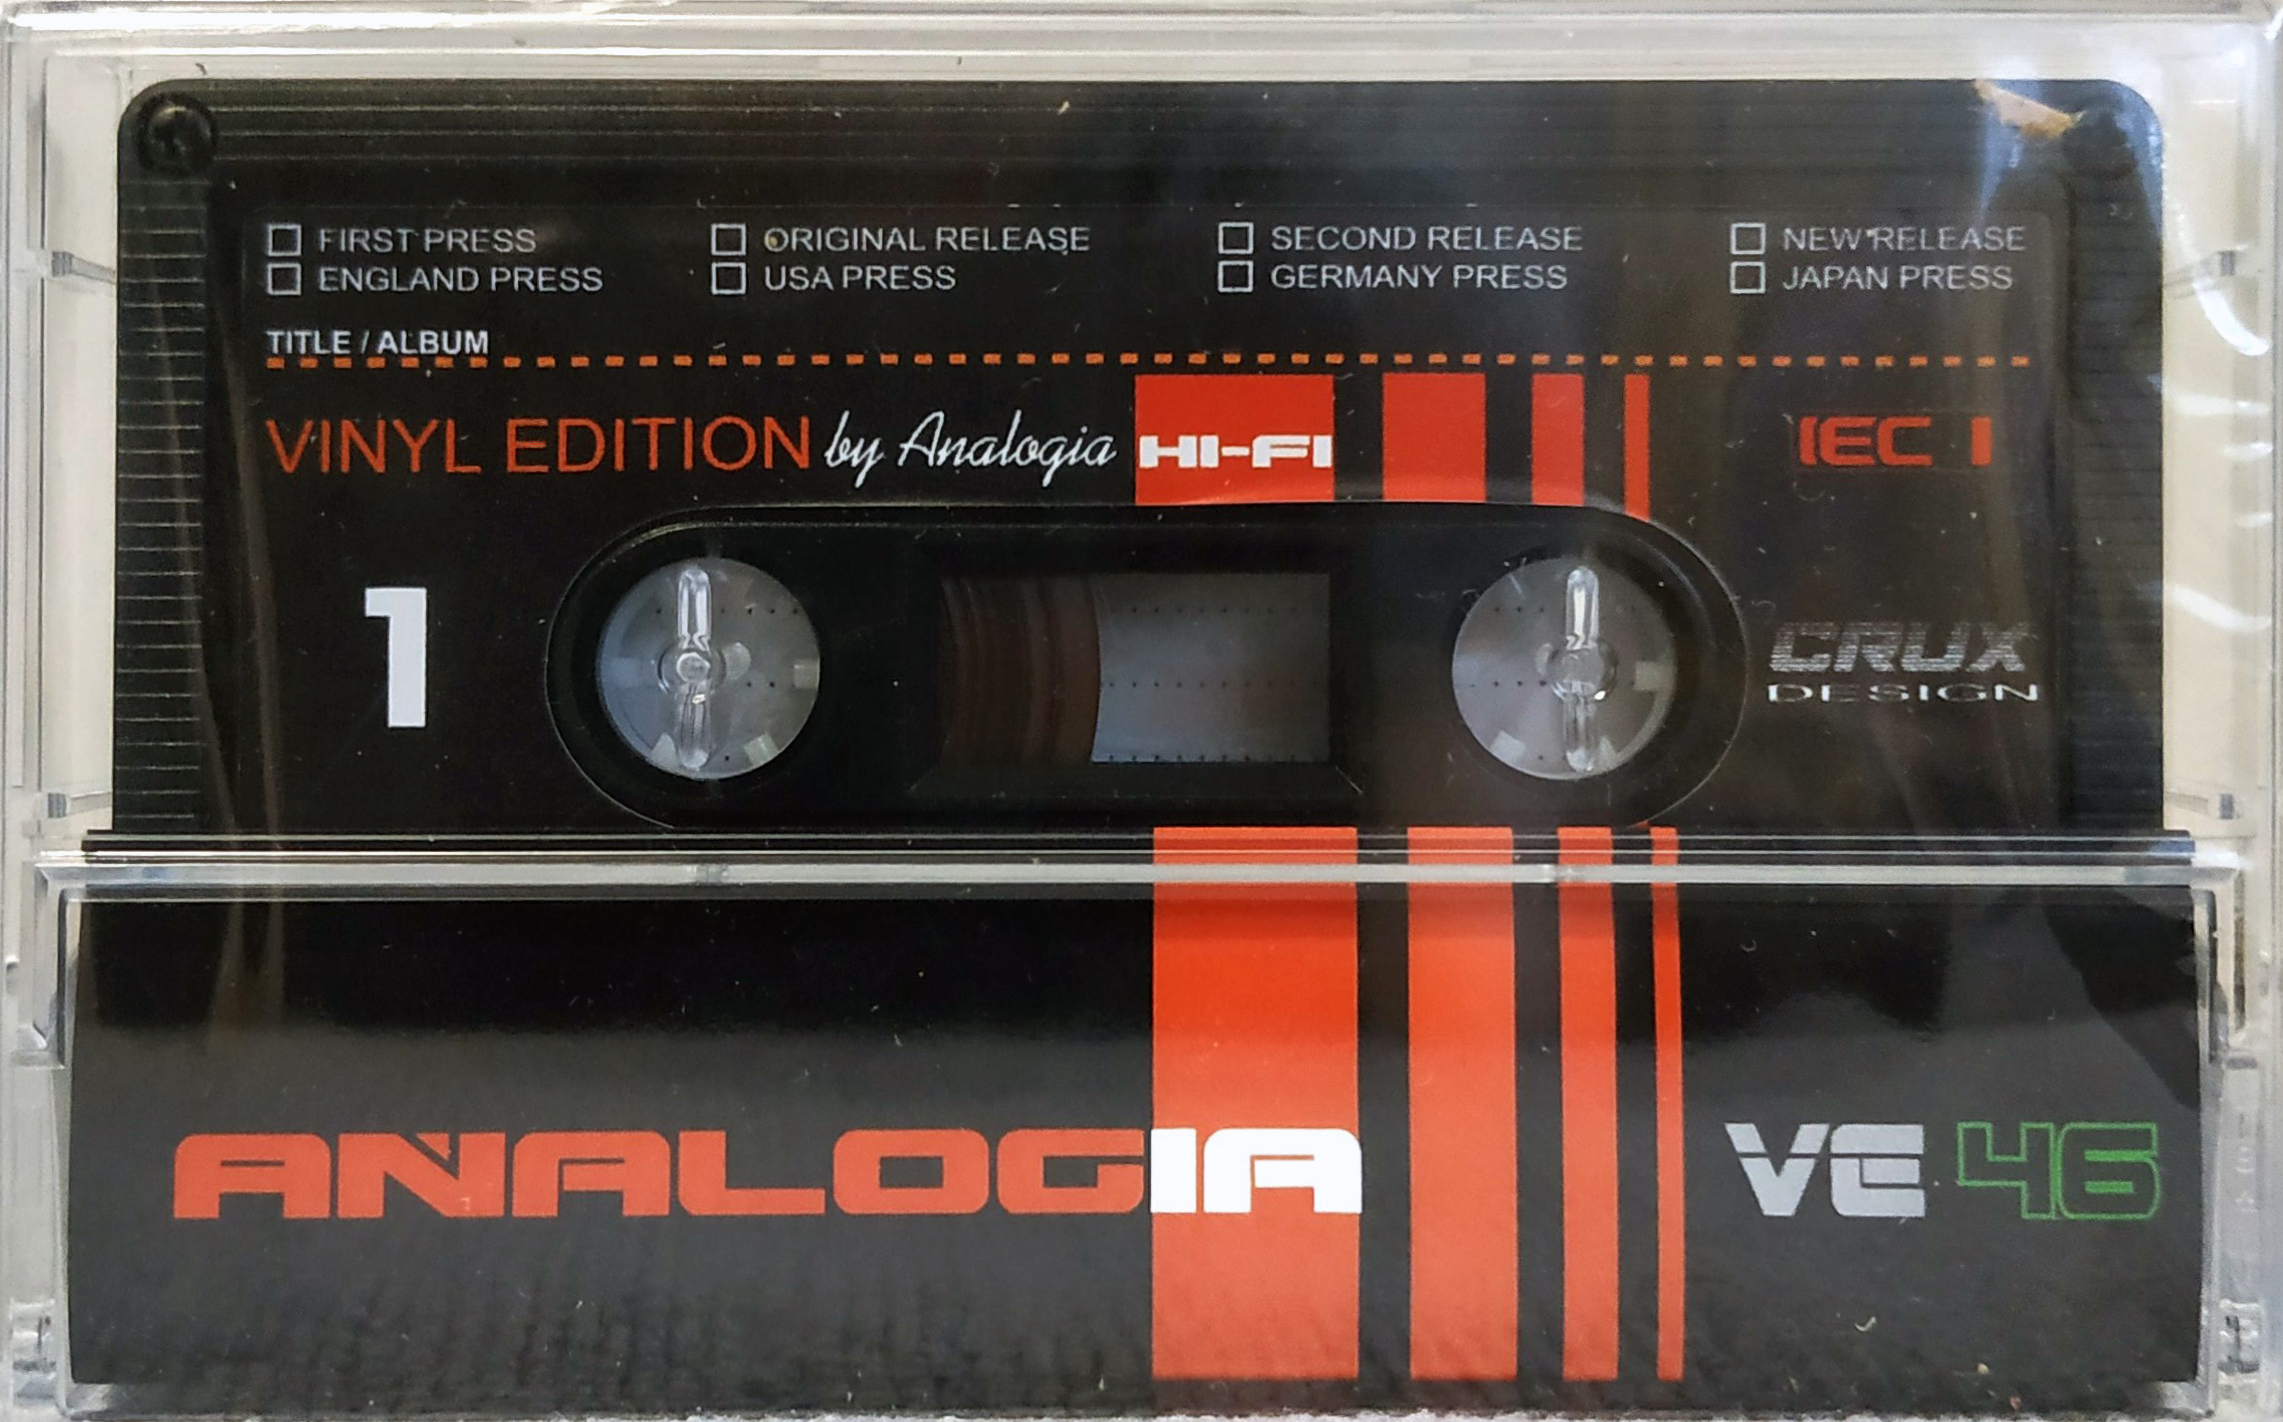 FIRST PRESS ORIGINAL RELEASE SECOND RELEASE NEW RELEASE
ENGLAND PRESS USA PRESS GERMANY PRESS JAPAN PRESS
TITLE / ALBUM
VINYL EDITION by Analogia HI-FI IEC I
1
CRUX
DESIGN
ANALOGIA VE 46